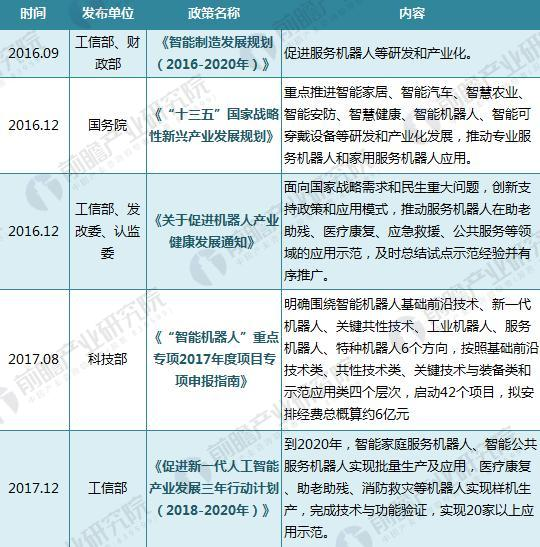 时间 发布单位 政策名称 内容
2016.09 工信部、财政部 《智能制造发展规划（2016-2020年）》 促进服务机器人等研发和产业化。
2016.12 国务院 《“十三五”国家战略性新兴产业发展规划》
重点推进智能家居、智能汽车、智慧农业、
智能安防、智慧健康、智能机器人、智能可
穿戴设备等研发和产业化发展，推动专业服
务机器人和家用服务机器人应用。
2016.12 工信部、发改委、认监委 《关于促进机器人产业健康发展通知》
面向国家战略需求和民生重大问题，创新支
持政策和应用模式，推动服务机器人在助老
助残、医疗康复、应急救援、公共服务等领
域的应用示范，及时总结试点示范经验并有
序推广。
2017.08 科技部 《“智能机器人”重点专项2017年度项目专项申报指南》
明确围绕智能机器人基础前沿技术、新一代
机器人、关键共性技术、工业机器人、服务
机器人、特种机器人6个方向，按照基础前沿
技术类、共性技术类、关键技术与装备类和
示范应用类四个层次，启动42个项目，拟安
排经费总概算约6亿元
2017.12 工信部 《促进新一代人工智能产业发展三年行动计划（2018-2020年）》
到2020年，智能家庭服务机器人、智能公共
服务机器人实现批量生产及应用，医疗康复
、助老助残、消防救灾等机器人实现样机生
产，完成技术与功能验证，实现20家以上应
用示范。
前瞻产业研究院